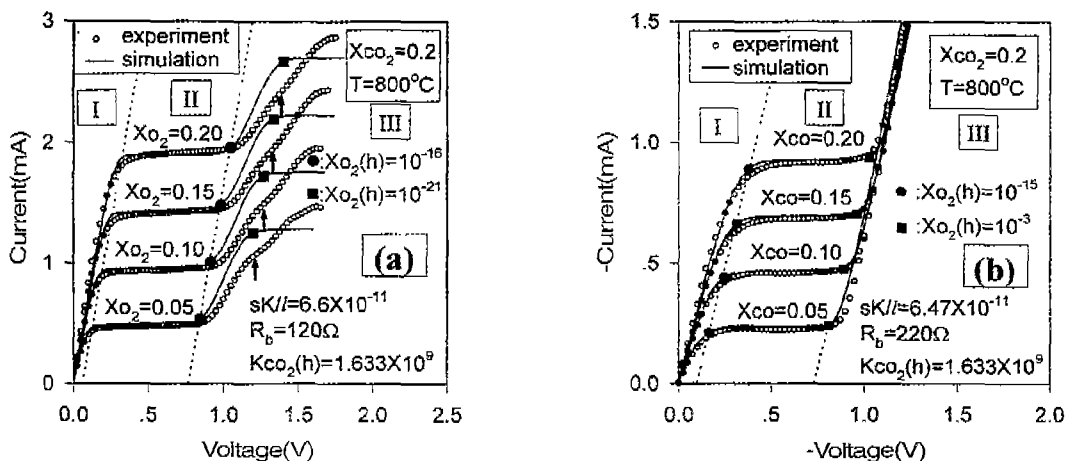 3
2
1
0
0.0
.5
1.0
1.5
2.0
2.5
Current(mA)
Voltage(V)
experiment
simulation
Xco2=0.2
T=800°C
I
II
III
Xo2=0.20
Xo2=0.15
Xo2=0.10
Xo2=0.05
:Xo2(h)=10-16
:Xo2(h)=10-21
(a)
sK/l=6.6X10-11
Rb=120Ω
Kco2(h)=1.633X109
1.5
1.0
.5
0.0
0.0
.5
1.0
1.5
2.0
-Current(mA)
-Voltage(V)
experiment
simulation
Xco2=0.2
T=800°C
I
II
III
Xco=0.20
Xco=0.15
Xco=0.10
Xco=0.05
:Xo2(h)=10-15
:Xo2(h)=10-3
(b)
sK/l=6.47X10-11
Rb=220Ω
Kco2(h)=1.633X109